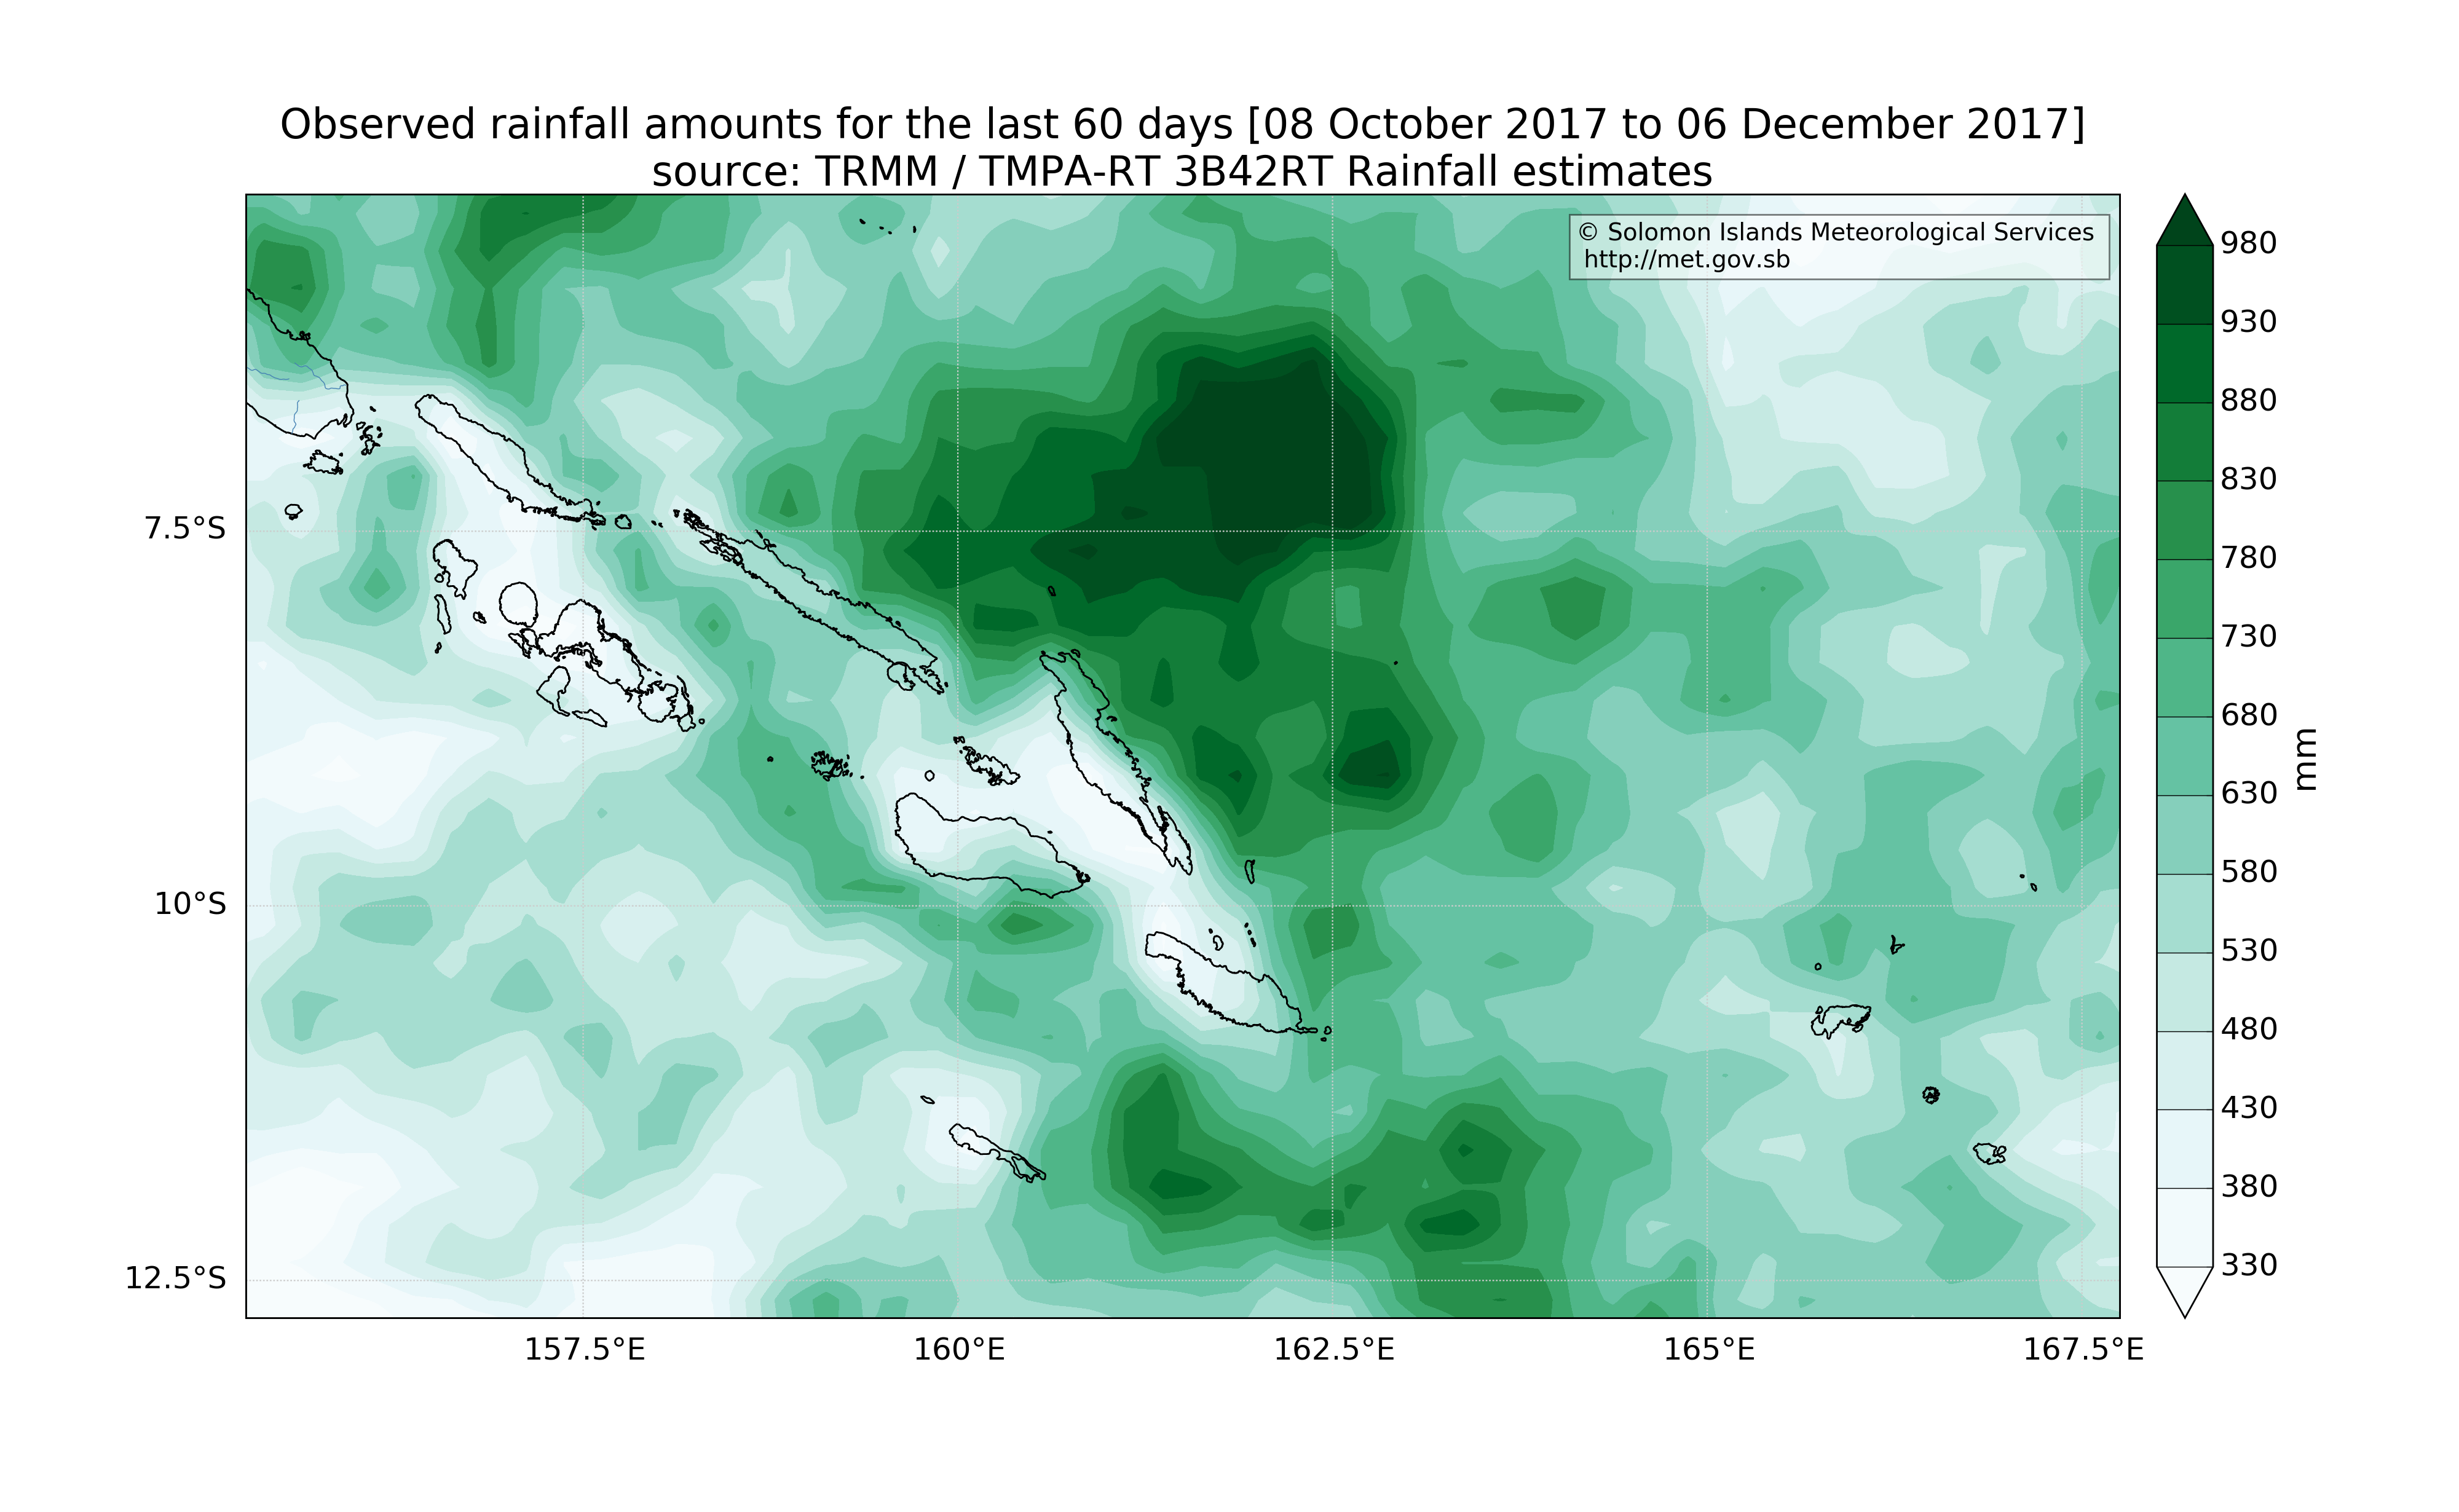 Observed rainfall amounts for the last 60 days [08 October 2017 to 06 December 2017]
source: TRMM / TMPA-RT 3B42RT Rainfall estimates
© Solomon Islands Meteorological Services
http://met.gov.sb
980
930
880
830
780
730
680
630
580
530
480
430
380
330
mm
7.5°S
10°S
12.5°S
157.5°E
160°E
162.5°E
165°E
167.5°E